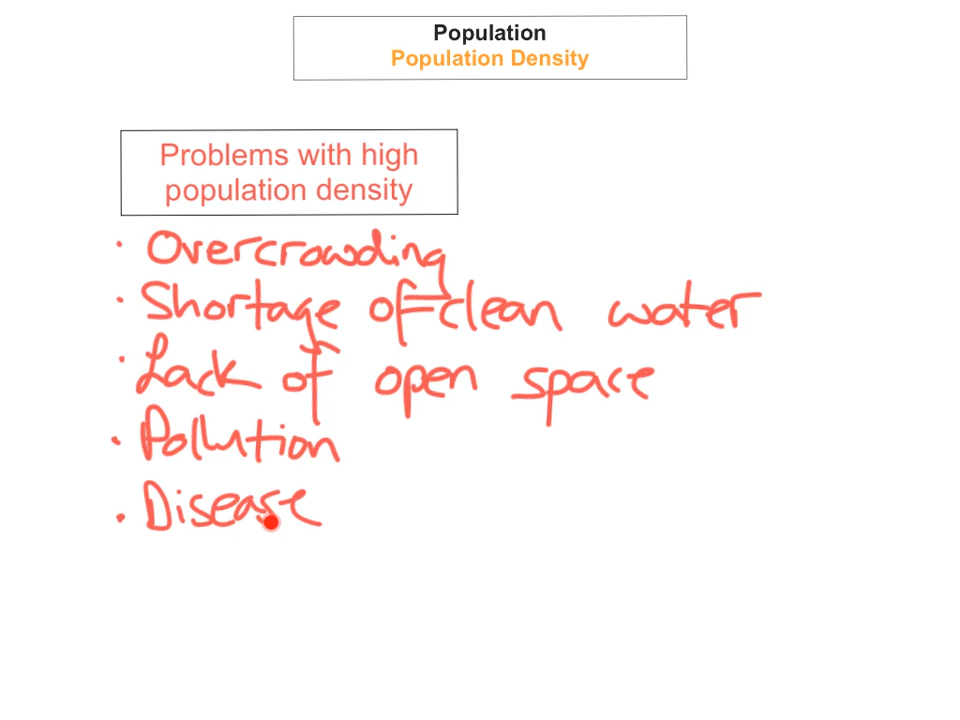 Population
Population Density
Problems with high
population density
· Overcrowding
· Shortage of clean water
· Lack of open space
· Pollution
· Disease